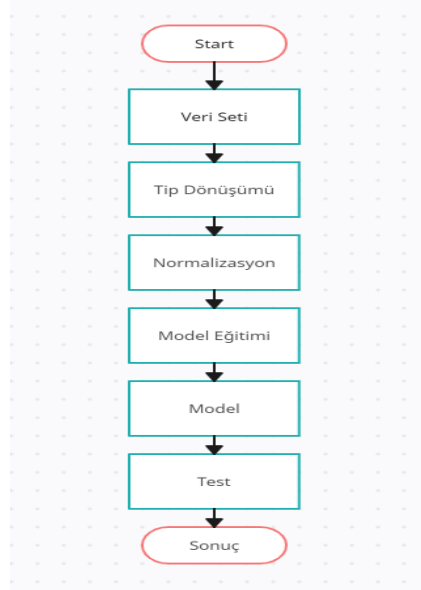 Start
Veri Seti
Tip Dönüşümü
Normalizasyon
Model Eğitimi
Model
Test
Sonuç